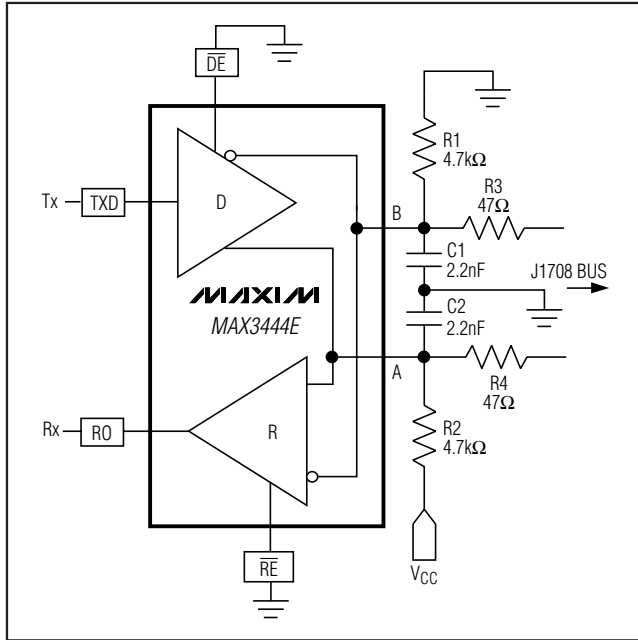 DE
R1
4.7kΩ
R3
47Ω
Tx
TXD
D
B
C1
2.2nF
J1708 BUS
MAXIM
MAX3444E
C2
2.2nF
A
R4
47Ω
Rx
RO
R
R2
4.7kΩ
RE
VCC